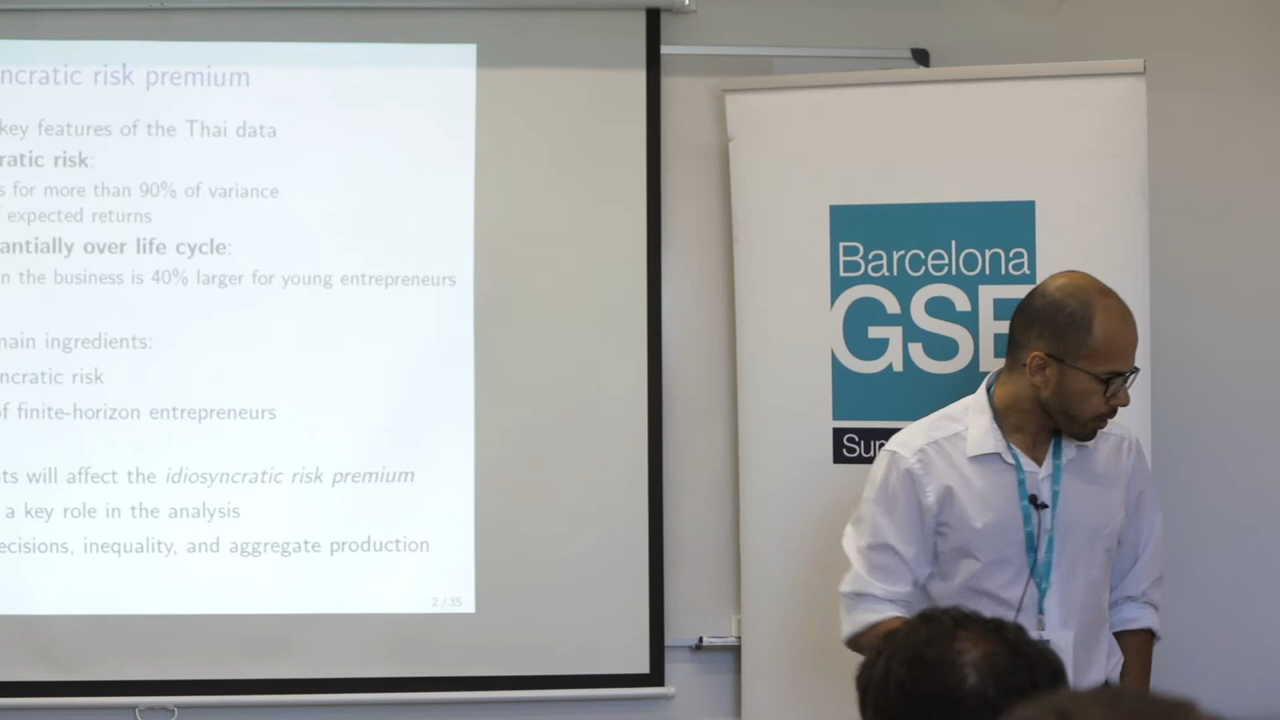 ncratic risk premium
key features of the Thai data
ratic risk:
s for more than 90% of variance
f expected returns
antially over life cycle:
n the business is 40% larger for young entrepreneurs
nain ingredients:
ncratic risk
of finite-horizon entrepreneurs
ts will affect the idiosyncratic risk premium
a key role in the analysis
ecisions, inequality, and aggregate production
2 / 35
Barcelona
GSE
Sum